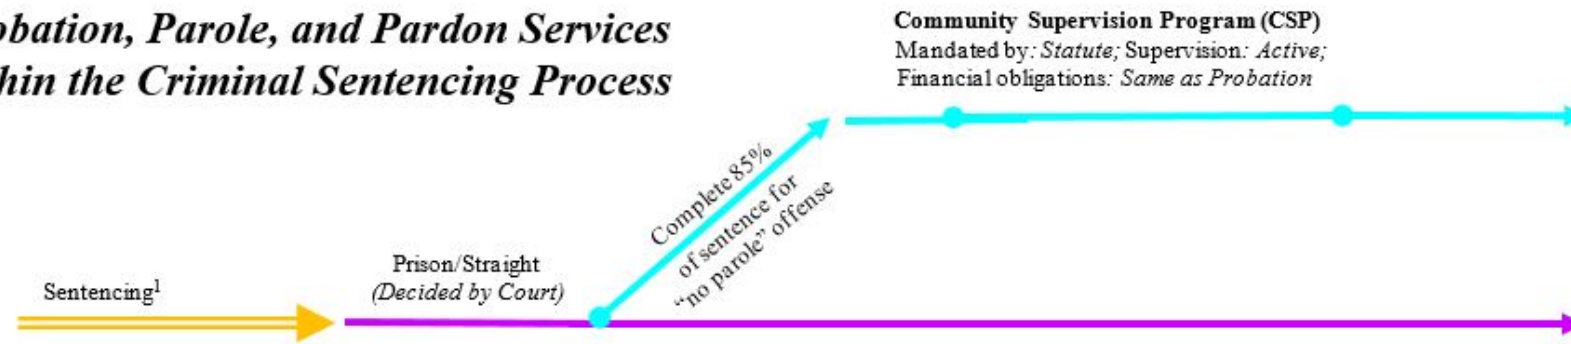 obation, Parole, and Pardon Services
hin the Criminal Sentencing Process
Community Supervision Program (CSP)
Mandated by: Statute; Supervision: Active;
Financial obligations: Same as Probation
Complete 85%
of sentence for
“no parole” offense
Prison/Straight
(Decided by Court)
Sentencing¹